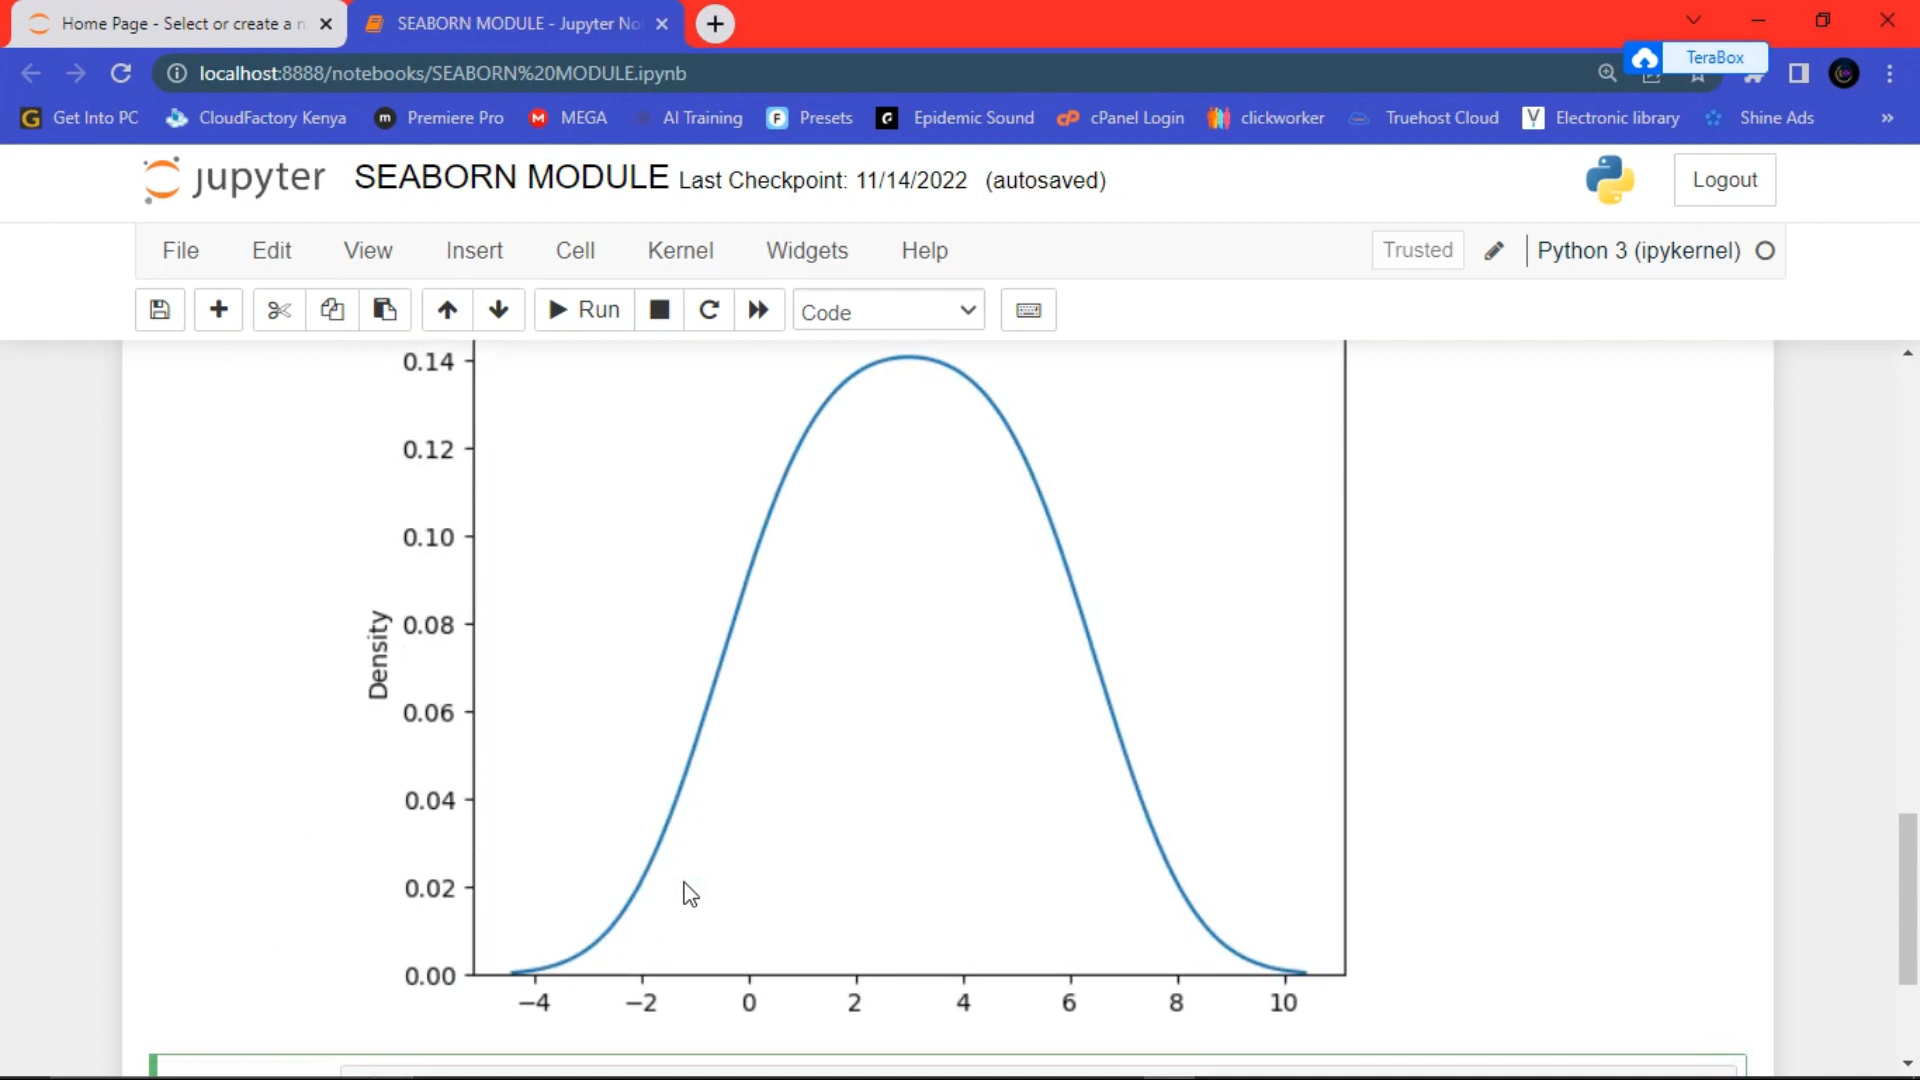 Home Page - Select or create a n
SEABORN MODULE - Jupyter No
TeraBox
localhost:8888/notebooks/SEABORN%20MODULE.ipynb
Get Into PC
CloudFactory Kenya
Premiere Pro
MEGA
AI Training
Presets
Epidemic Sound
cPanel Login
clickworker
Truehost Cloud
Electronic library
Shine Ads
»
jupyter SEABORN MODULE Last Checkpoint: 11/14/2022 (autosaved)
Logout
File Edit View Insert Cell Kernel Widgets Help
Trusted
Python 3 (ipykernel)
Run
Code
0.14
0.12
0.10
0.08
0.06
0.04
0.02
0.00
Density
−4 −2 0 2 4 6 8 10